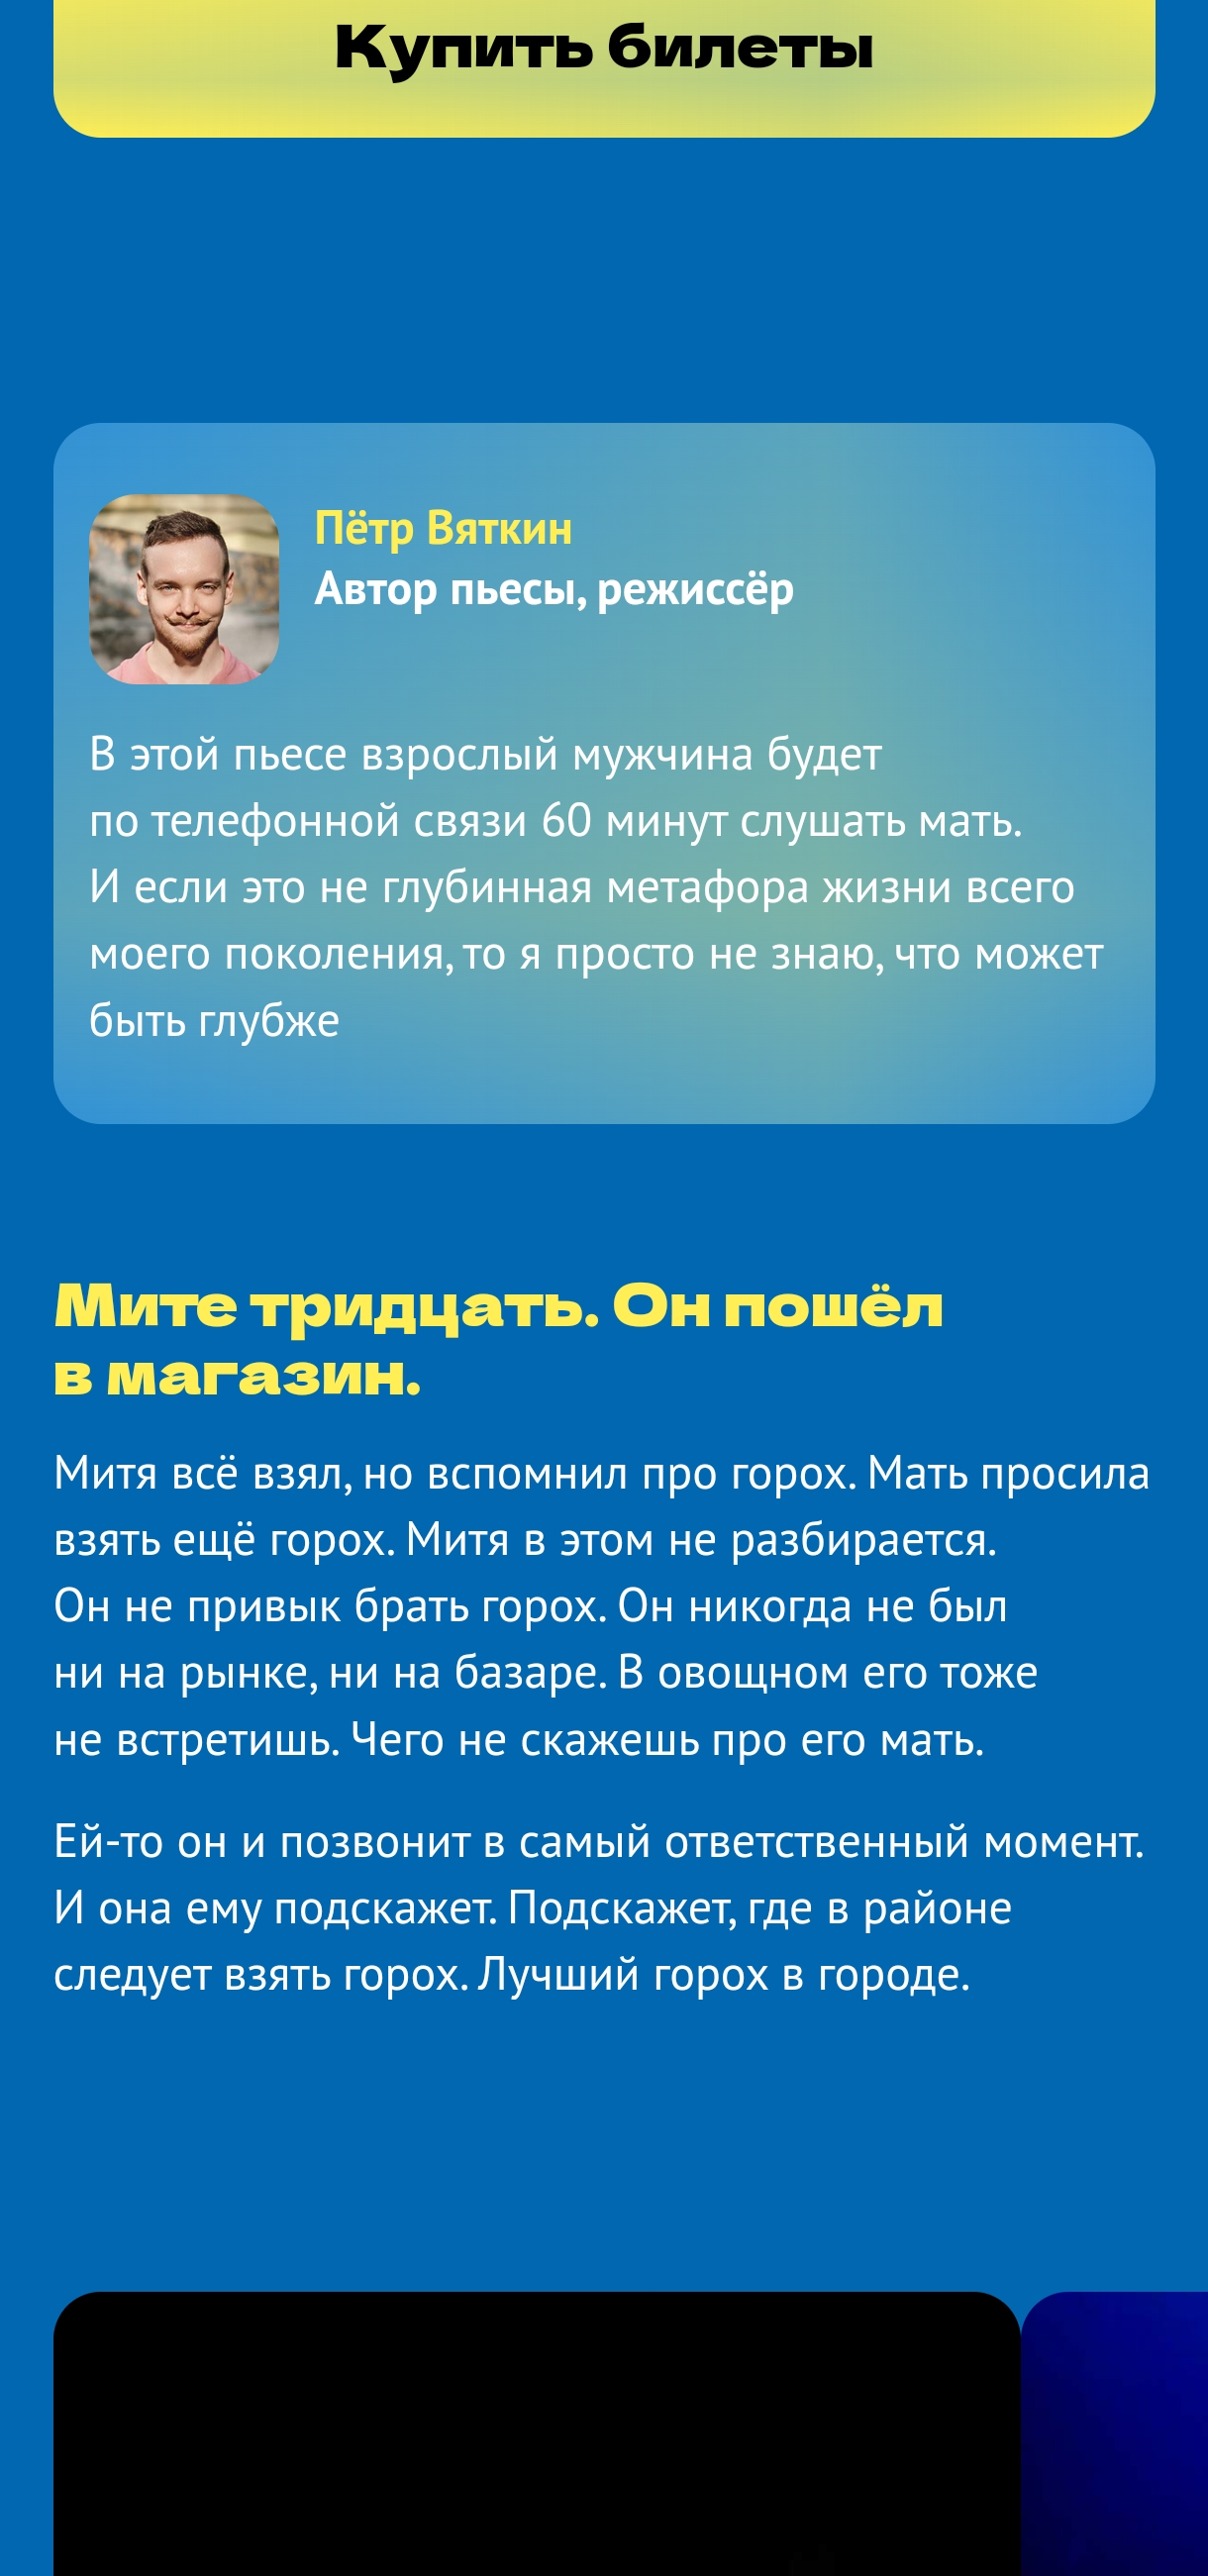 Купить билеты
Пётр Вяткин
Автор пьесы, режиссёр
В этой пьесе взрослый мужчина будет
по телефонной связи 60 минут слушать мать.
И если это не глубинная метафора жизни всего
моего поколения, то я просто не знаю, что может
быть глубже
Мите тридцать. Он пошёл
в магазин.
Митя всё взял, но вспомнил про горох. Мать просила
взять ещё горох. Митя в этом не разбирается.
Он не привык брать горох. Он никогда не был
ни на рынке, ни на базаре. В овощном его тоже
не встретишь. Чего не скажешь про его мать.
Ей-то он и позвонит в самый ответственный момент.
И она ему подскажет. Подскажет, где в районе
следует взять горох. Лучший горох в городе.